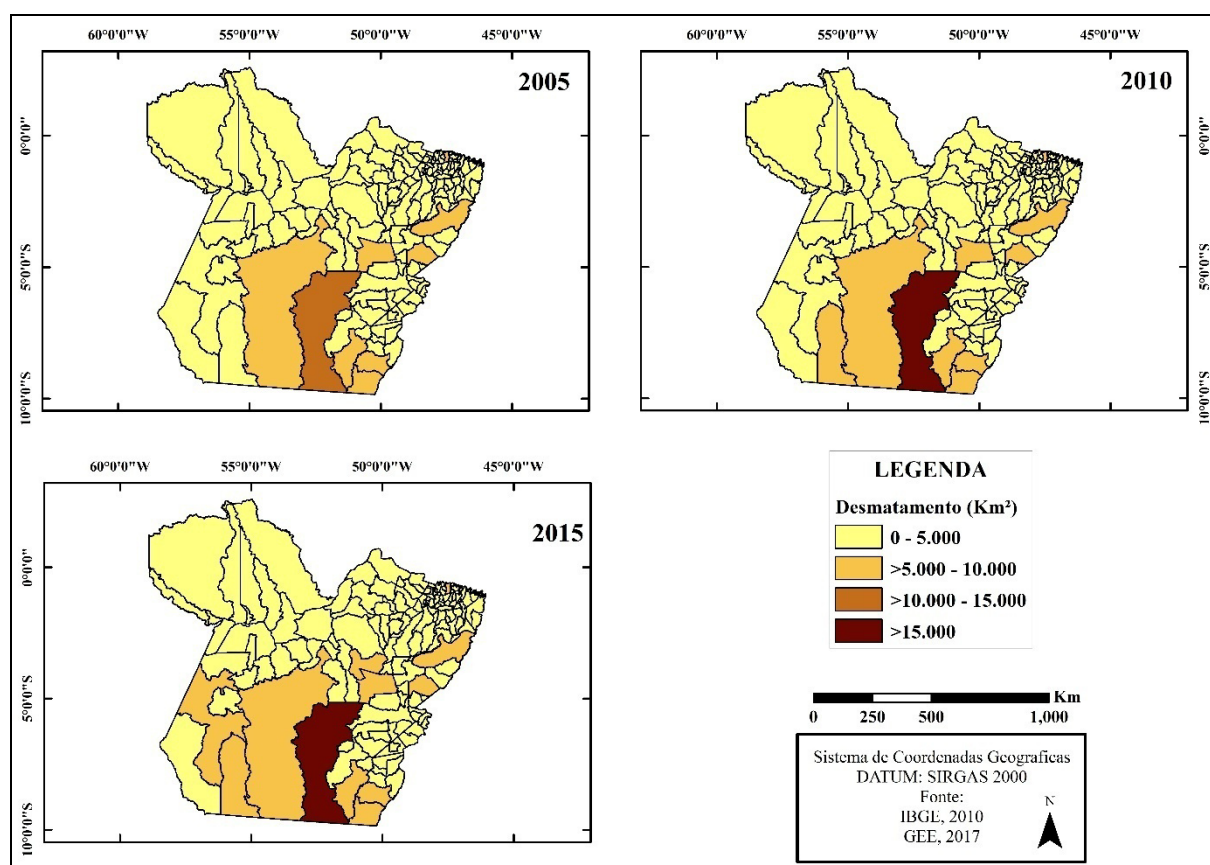 60°0'0"W 55°0'0"W 50°0'0"W 45°0'0"W
2005
0°0'0"
5°0'0"S
10°0'0"S
60°0'0"W 55°0'0"W 50°0'0"W 45°0'0"W
2010
0°0'0"
5°0'0"S
10°0'0"S
60°0'0"W 55°0'0"W 50°0'0"W 45°0'0"W
2015
0°0'0"
5°0'0"S
10°0'0"S
LEGENDA
Desmatamento (Km²)
0 - 5.000
>5.000 - 10.000
>10.000 - 15.000
>15.000
Km
0 250 500 1,000
Sistema de Coordenadas Geograficas
DATUM: SIRGAS 2000
Fonte:
IBGE, 2010
GEE, 2017
N